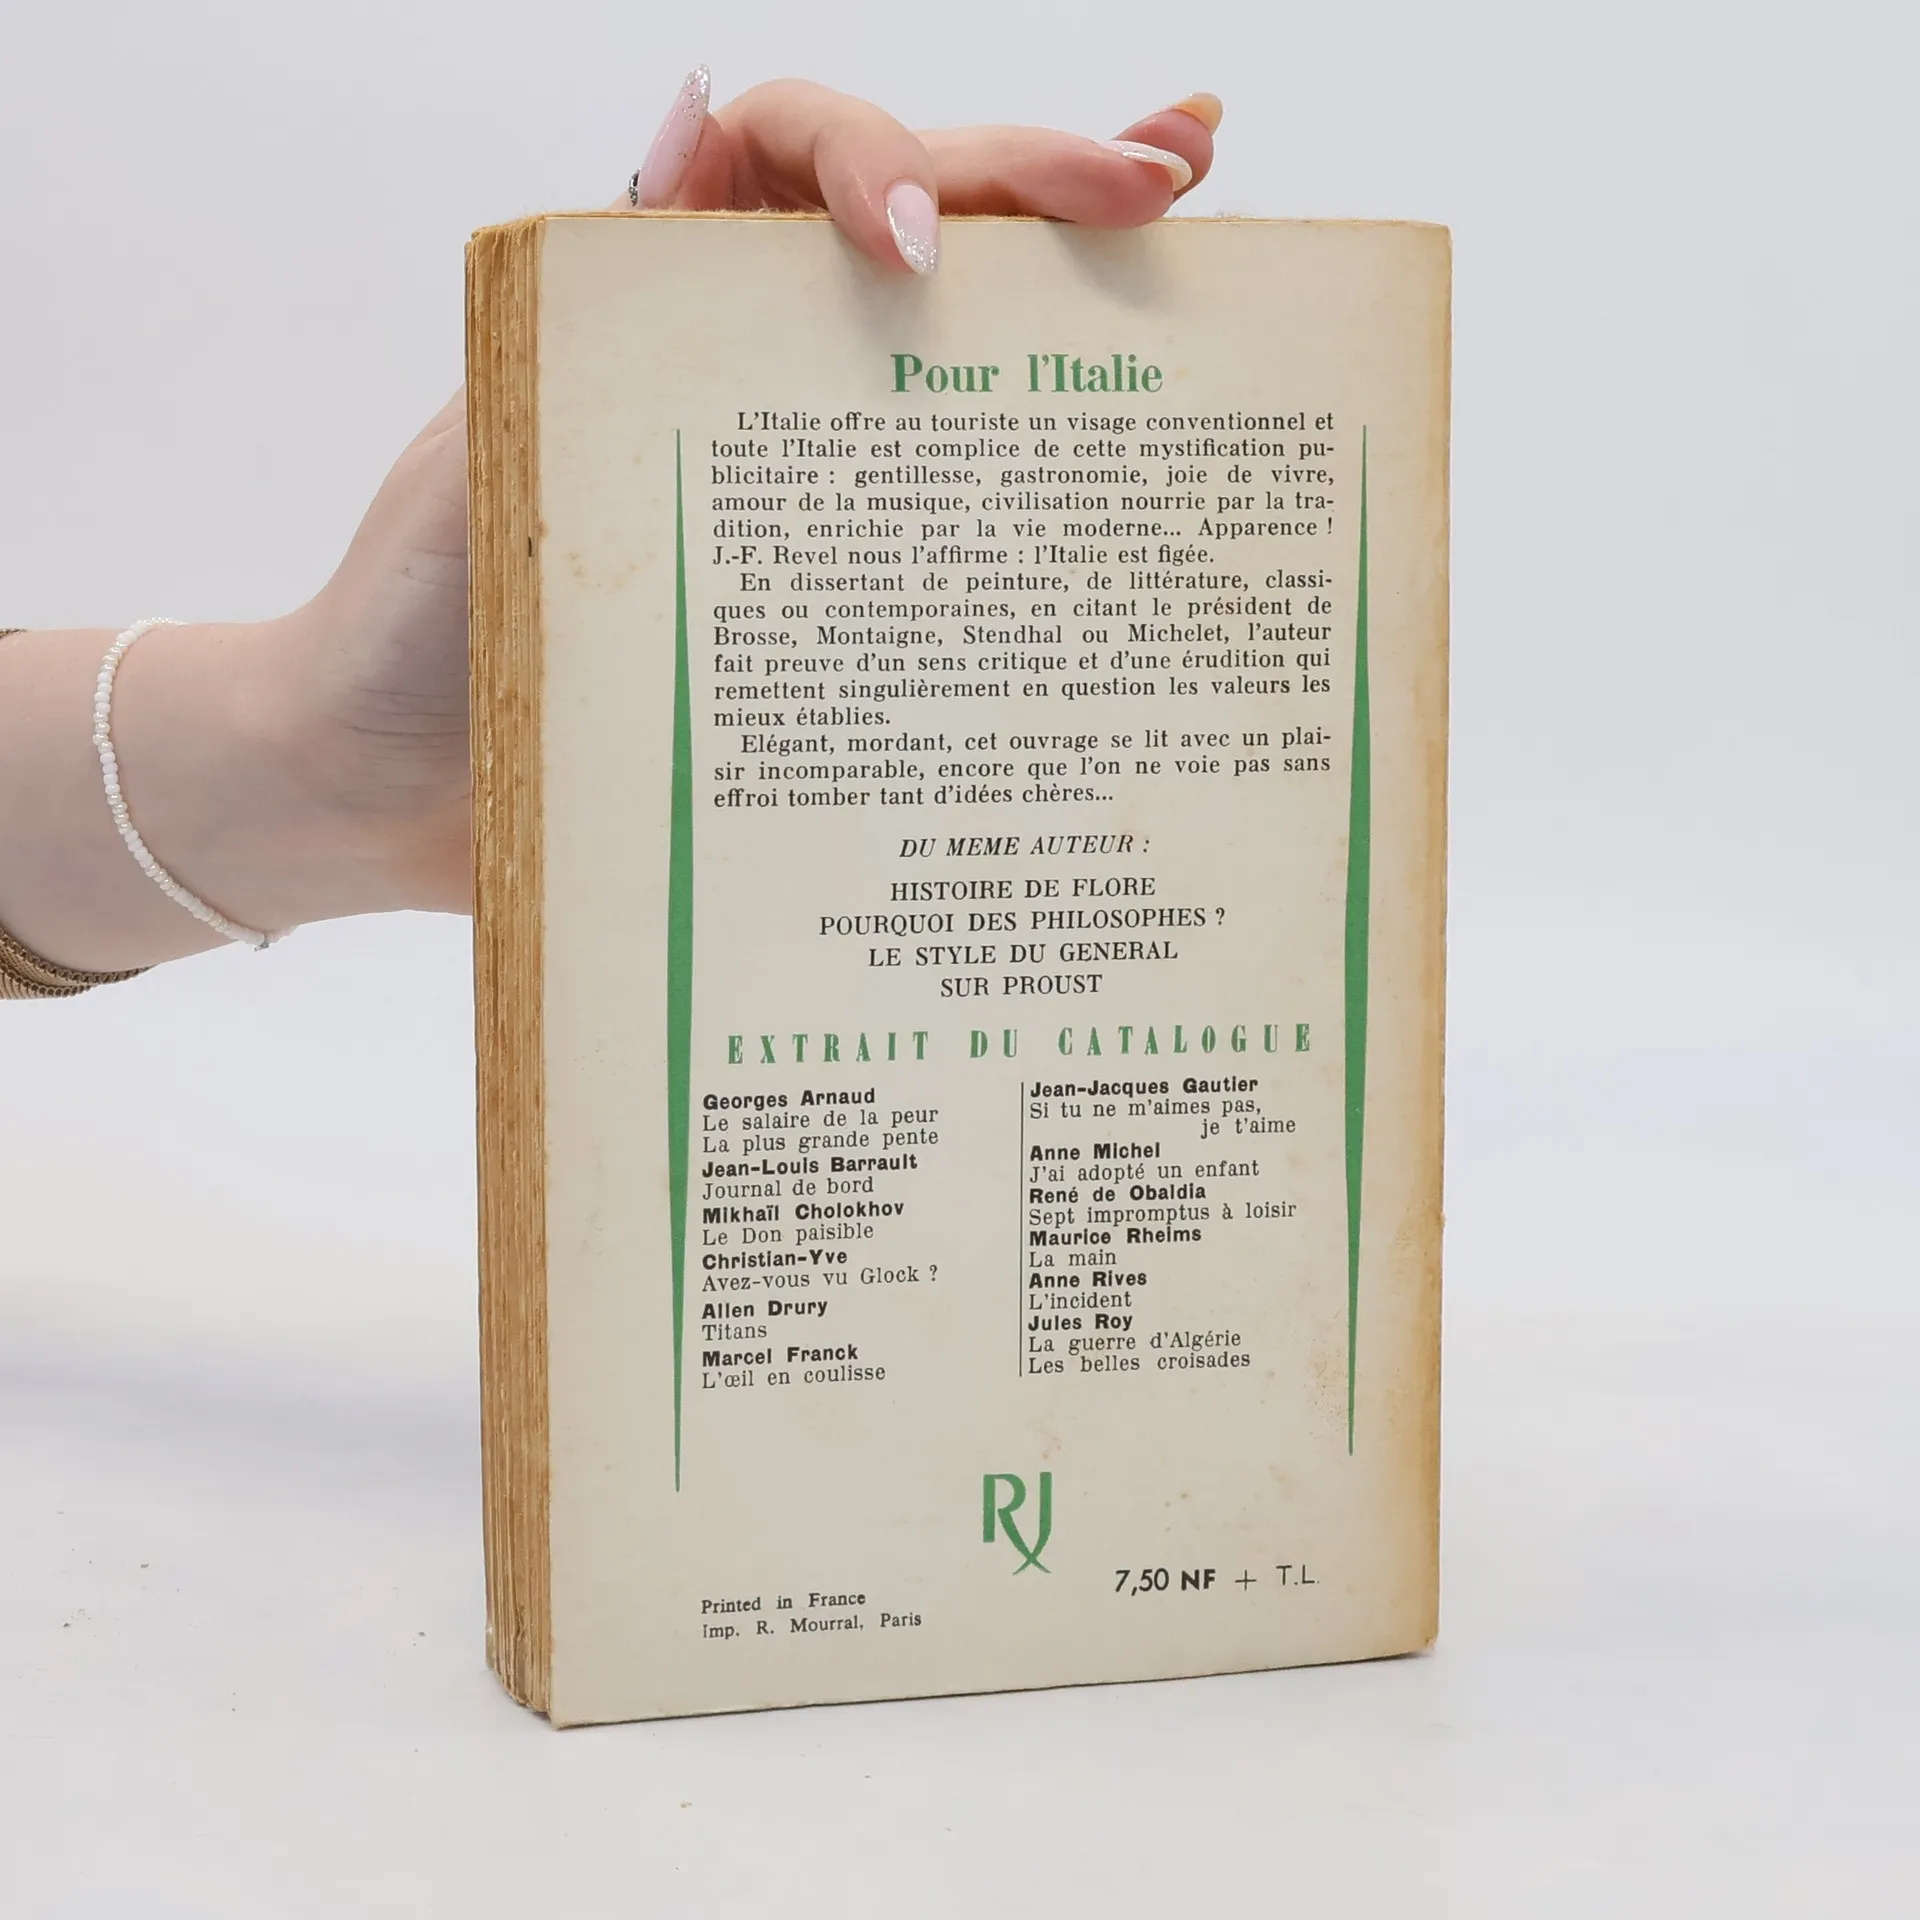 Pour l'Italie
L'Italie offre au touriste un visage conventionnel et
toute l'Italie est complice de cette mystification pu-
blicitaire : gentillesse, gastronomie, joie de vivre,
amour de la musique, civilisation nourrie par la tra-
dition, enrichie par la vie moderne... Apparence !
J.-F. Revel nous l'affirme : l'Italie est figée.
En dissertant de peinture, de littérature, classi-
ques ou contemporaines, en citant le président de
Brosse, Montaigne, Stendhal ou Michelet, l'auteur
fait preuve d'un sens critique et d'une érudition qui
remettent singulièrement en question les valeurs les
mieux établies.
Elégant, mordant, cet ouvrage se lit avec un plai-
sir incomparable, encore que l'on ne voie pas sans
effroi tomber tant d'idées chères...
DU MEME AUTEUR :
HISTOIRE DE FLORE
POURQUOI DES PHILOSOPHES ?
LE STYLE DU GENERAL
SUR PROUST
EXTRAIT DU CATALOGUE
Georges Arnaud
Le salaire de la peur
La plus grande pente
Jean-Louis Barrault
Journal de bord
Mikhaïl Cholokhov
Le Don paisible
Christian-Yve
Avez-vous vu Glock ?
Allen Drury
Titans
Marcel Franck
L'œil en coulisse
Jean-Jacques Gautier
Si tu ne m'aimes pas,
je t'aime
Anne Michel
J'ai adopté un enfant
René de Obaldia
Sept impromptus à loisir
Maurice Rheims
La main
Anne Rives
L'incident
Jules Roy
La guerre d'Algérie
Les belles croisades
RJ
7,50 NF + T.L.
Printed in France
Imp. R. Mourral, Paris